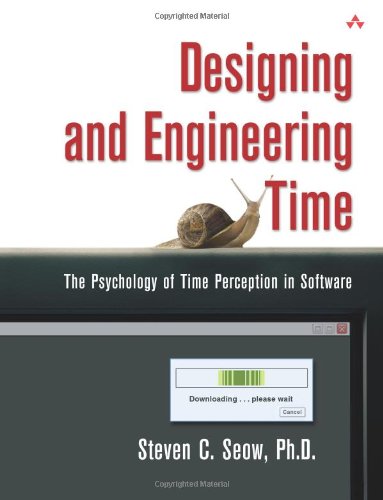 Copyrighted Material
Designing
and Engineering
Time
The Psychology of Time Perception in Software
Downloading . . . please wait
Cancel
Steven C. Seow, Ph.D.
Copyrighted Material